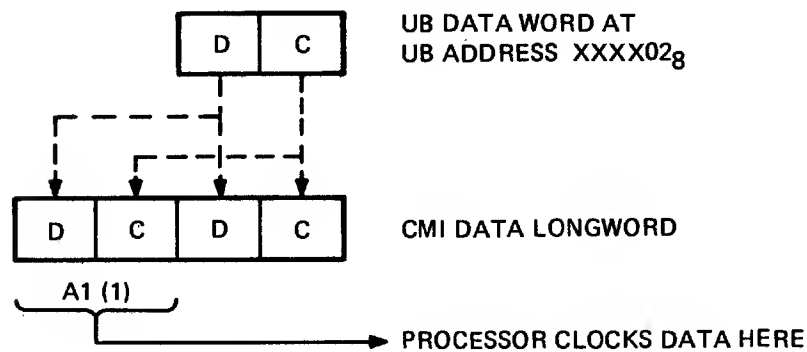 D C
UB DATA WORD AT
UB ADDRESS XXXX02₈
D C D C
CMI DATA LONGWORD
A1 (1)
PROCESSOR CLOCKS DATA HERE